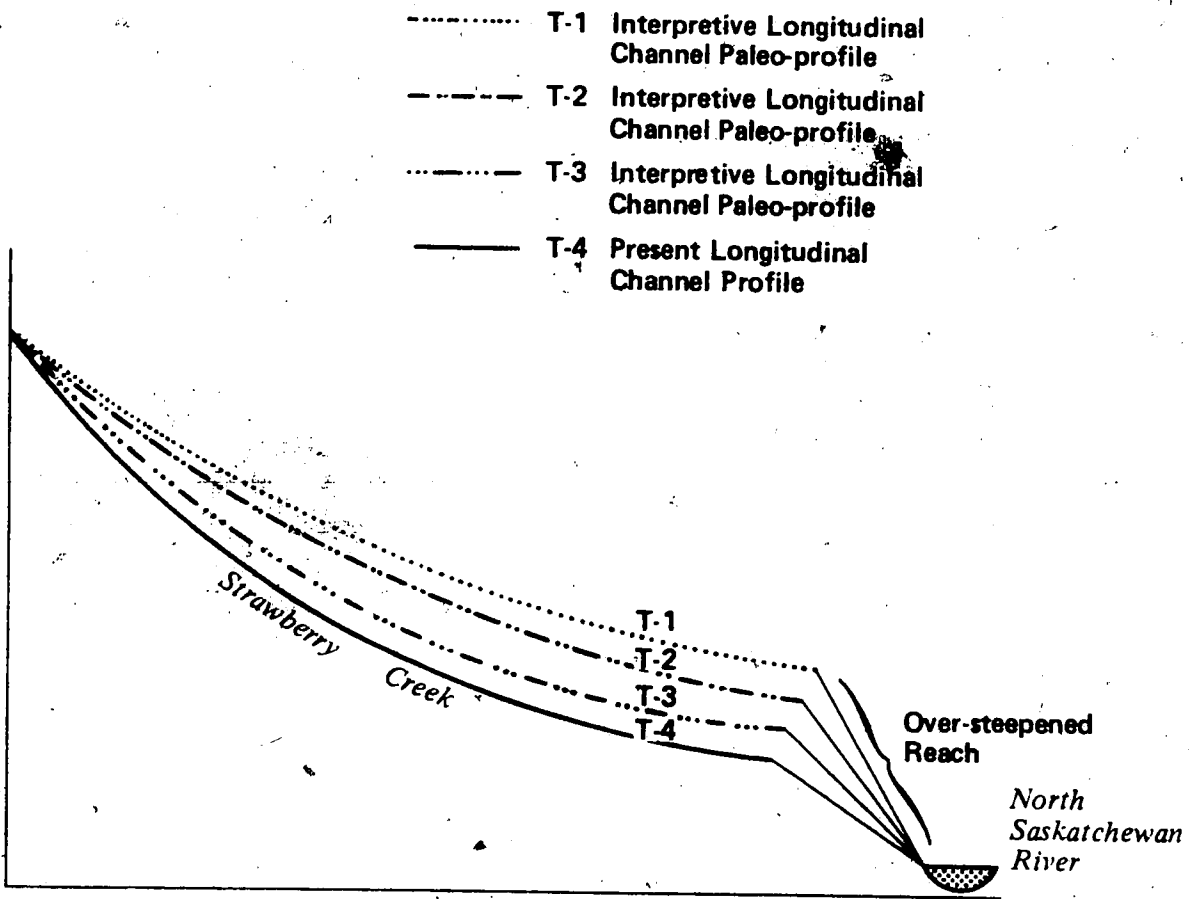 T-1 Interpretive Longitudinal
Channel Paleo-profile
T-2 Interpretive Longitudinal
Channel Paleo-profile
T-3 Interpretive Longitudinal
Channel Paleo-profile
T-4 Present Longitudinal
Channel Profile
T-1
T-2
T-3
T-4
Strawberry Creek
Over-steepened
Reach
North
Saskatchewan
River